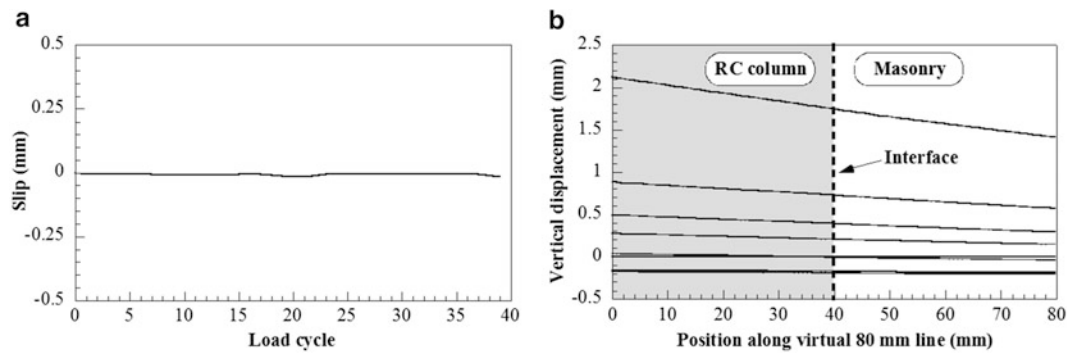 a
0.5
0.25
0
-0.25
-0.5
Slip (mm)
0 5 10 15 20 25 30 35 40
Load cycle
b
2.5
2
1.5
1
0.5
0
-0.5
Vertical displacement (mm)
RC column
Masonry
Interface
0 10 20 30 40 50 60 70 80
Position along virtual 80 mm line (mm)